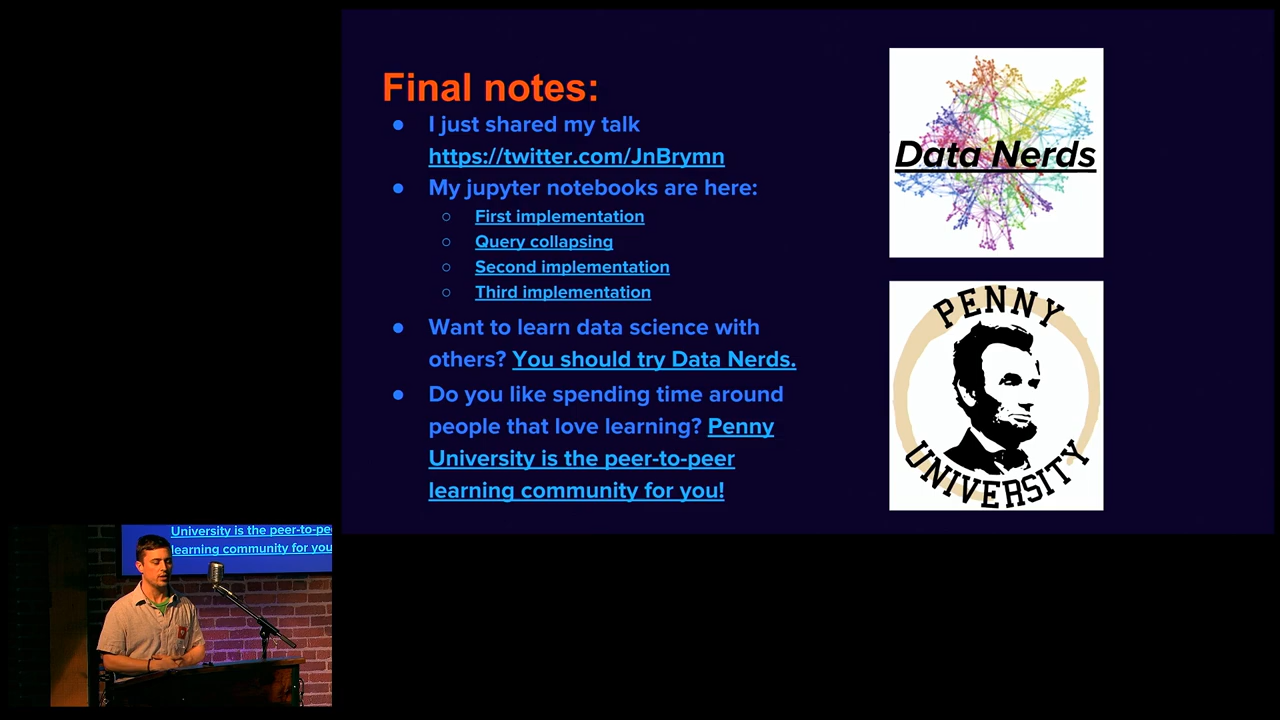 Final notes:
● I just shared my talk
https://twitter.com/JnBrymn
● My jupyter notebooks are here:
○ First implementation
○ Query collapsing
○ Second implementation
○ Third implementation
● Want to learn data science with
others? You should try Data Nerds.
● Do you like spending time around
people that love learning? Penny
University is the peer-to-peer
learning community for you!
Data Nerds
PENNY
UNIVERSITY
University is the peer-to-pe
learning community for you